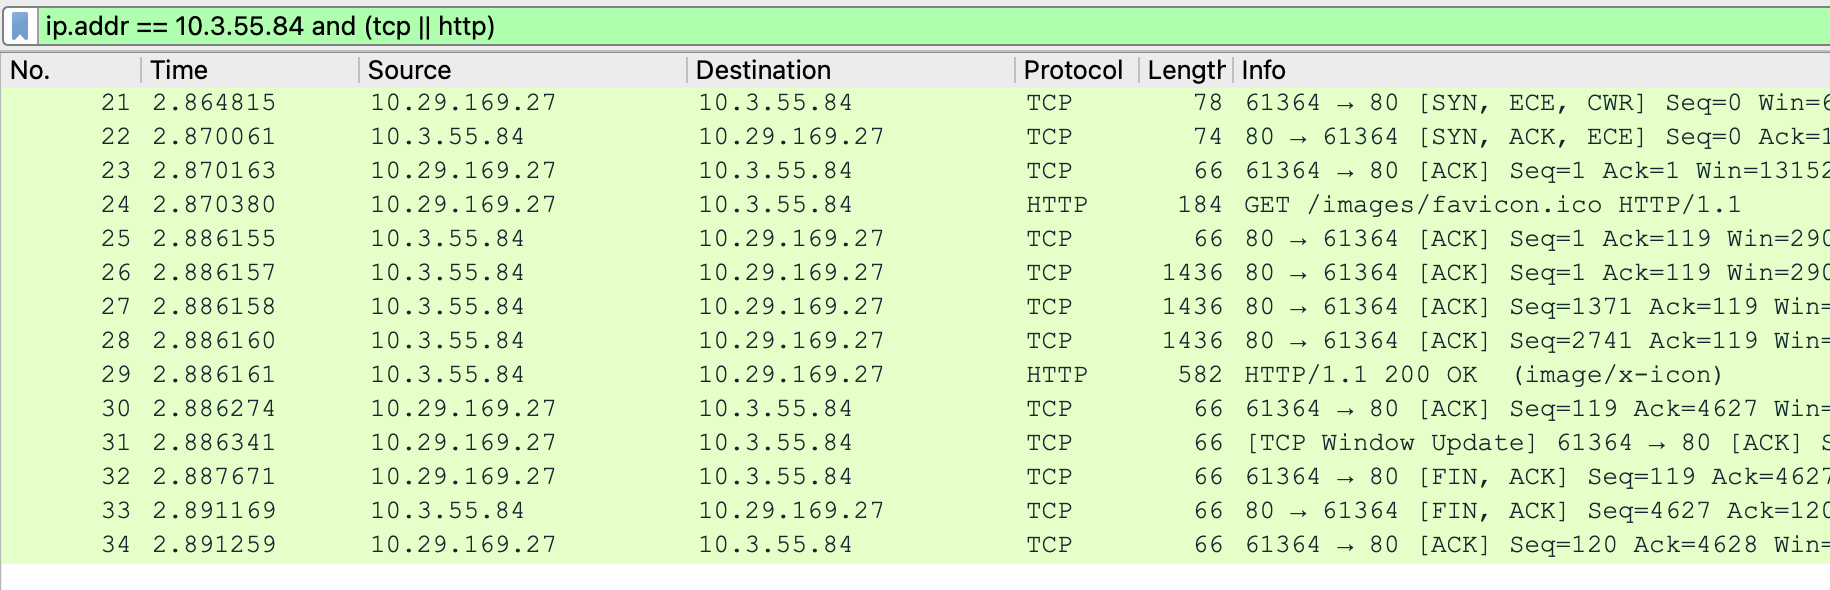 ip.addr == 10.3.55.84 and (tcp || http)
No. Time Source Destination Protocol Length Info
21 2.864815 10.29.169.27 10.3.55.84 TCP 78 61364 → 80 [SYN, ECE, CWR] Seq=0 Win=6
22 2.870061 10.3.55.84 10.29.169.27 TCP 74 80 → 61364 [SYN, ACK, ECE] Seq=0 Ack=1
23 2.870163 10.29.169.27 10.3.55.84 TCP 66 61364 → 80 [ACK] Seq=1 Ack=1 Win=13152
24 2.870380 10.29.169.27 10.3.55.84 HTTP 184 GET /images/favicon.ico HTTP/1.1
25 2.886155 10.3.55.84 10.29.169.27 TCP 66 80 → 61364 [ACK] Seq=1 Ack=119 Win=290
26 2.886157 10.3.55.84 10.29.169.27 TCP 1436 80 → 61364 [ACK] Seq=1 Ack=119 Win=290
27 2.886158 10.3.55.84 10.29.169.27 TCP 1436 80 → 61364 [ACK] Seq=1371 Ack=119 Win=
28 2.886160 10.3.55.84 10.29.169.27 TCP 1436 80 → 61364 [ACK] Seq=2741 Ack=119 Win=
29 2.886161 10.3.55.84 10.29.169.27 HTTP 582 HTTP/1.1 200 OK (image/x-icon)
30 2.886274 10.29.169.27 10.3.55.84 TCP 66 61364 → 80 [ACK] Seq=119 Ack=4627 Win=
31 2.886341 10.29.169.27 10.3.55.84 TCP 66 [TCP Window Update] 61364 → 80 [ACK] S
32 2.887671 10.29.169.27 10.3.55.84 TCP 66 61364 → 80 [FIN, ACK] Seq=119 Ack=4627
33 2.891169 10.3.55.84 10.29.169.27 TCP 66 80 → 61364 [FIN, ACK] Seq=4627 Ack=120
34 2.891259 10.29.169.27 10.3.55.84 TCP 66 61364 → 80 [ACK] Seq=120 Ack=4628 Win=